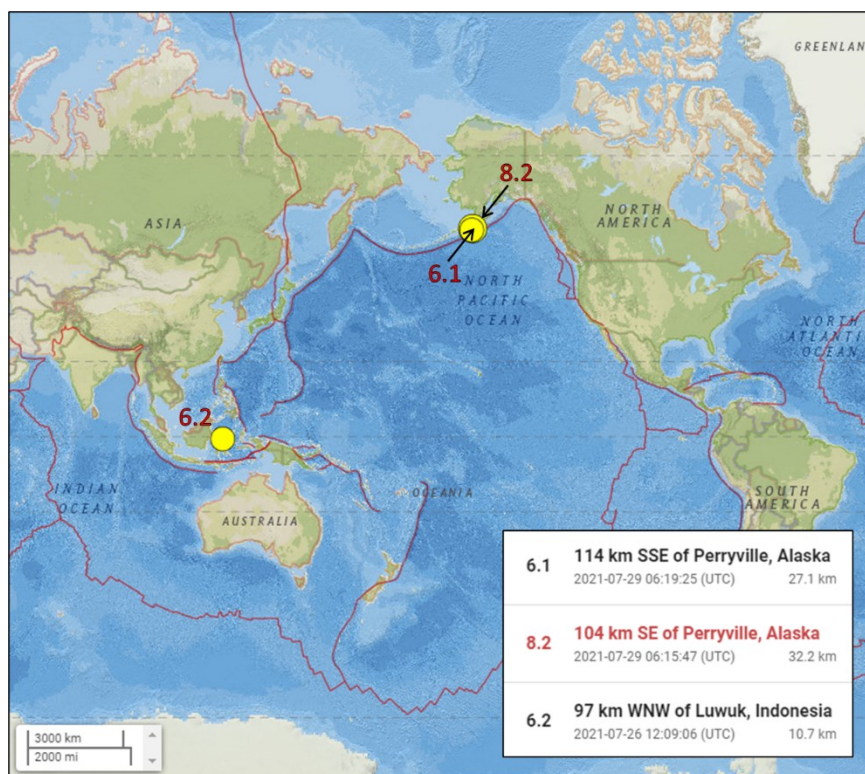 GREENLAN
8.2
ASIA
NORTH
AMERICA
6.1
NORTH
PACIFIC
OCEAN
NORTH
ATLANTI
OCEAN
6.2
INDIAN
OCEAN
OCEANIA
AUSTRALIA
SOUTH
AMERICA
6.1 114 km SSE of Perryville, Alaska
2021-07-29 06:19:25 (UTC) 27.1 km
8.2 104 km SE of Perryville, Alaska
2021-07-29 06:15:47 (UTC) 32.2 km
6.2 97 km WNW of Luwuk, Indonesia
2021-07-26 12:09:06 (UTC) 10.7 km
3000 km
2000 mi